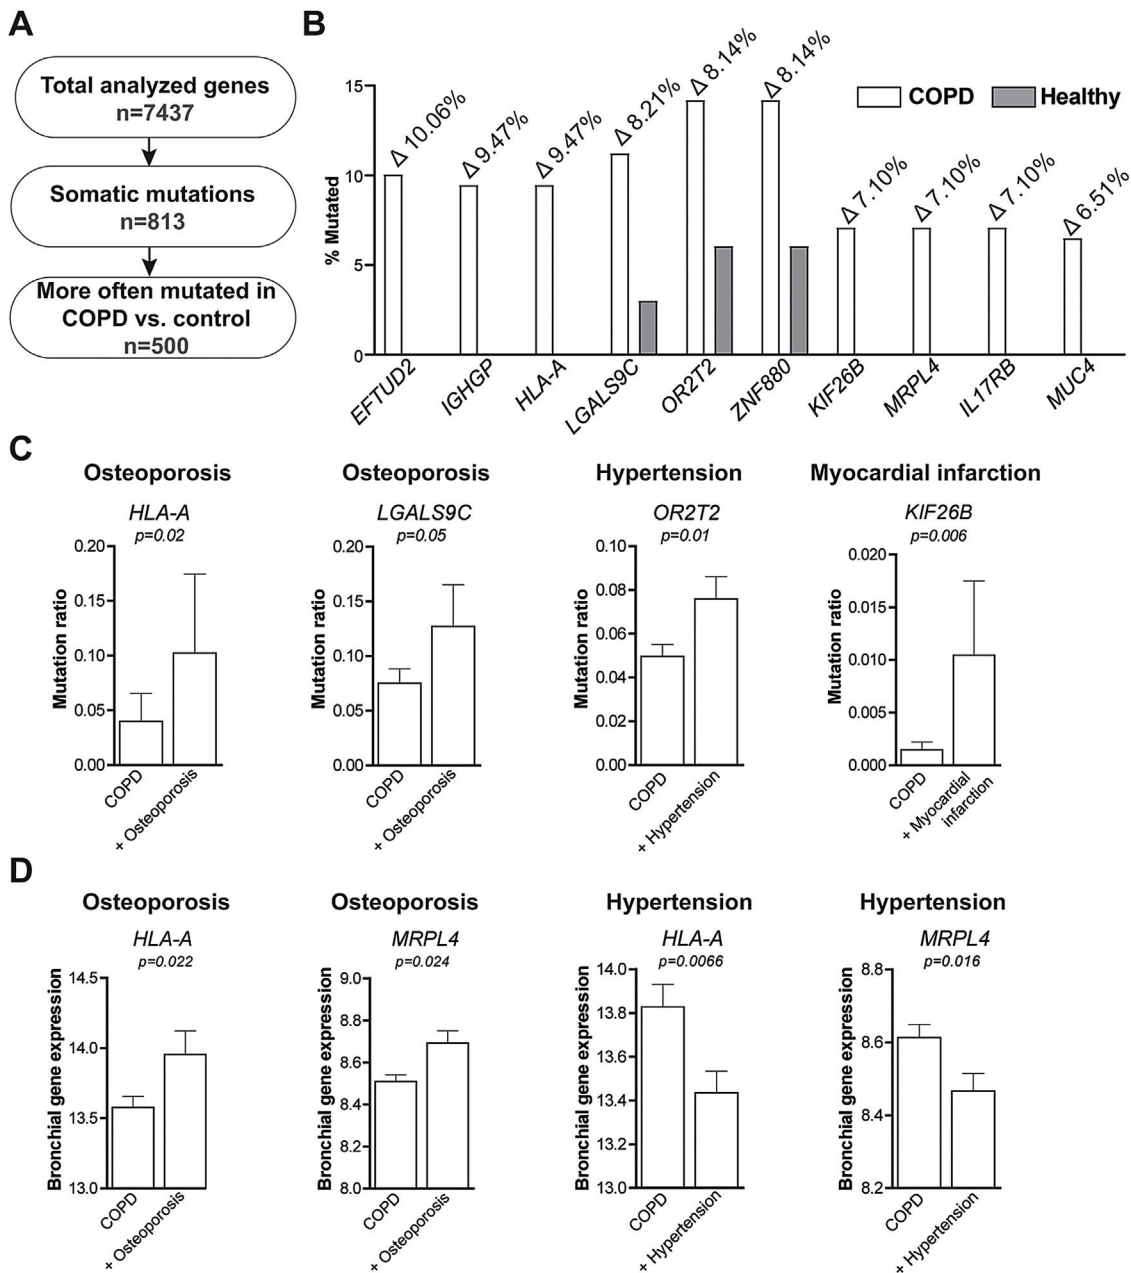 A
Total analyzed genes
n=7437
Somatic mutations
n=813
More often mutated in
COPD vs. control
n=500
B
% Mutated
15
10
5
0
Δ 10.06%
Δ 9.47%
Δ 9.47%
Δ 8.21%
Δ 8.14%
Δ 8.14%
Δ 7.10%
Δ 7.10%
Δ 7.10%
Δ 6.51%
COPD
Healthy
EFTUD2
IGHGP
HLA-A
LGALS9C
OR2T2
ZNF880
KIF26B
MRPL4
IL17RB
MUC4
C
Osteoporosis
HLA-A
p=0.02
Mutation ratio
0.20
0.15
0.10
0.05
0.00
COPD
+ Osteoporosis
Osteoporosis
LGALS9C
p=0.05
Mutation ratio
0.20
0.15
0.10
0.05
0.00
COPD
+ Osteoporosis
Hypertension
OR2T2
p=0.01
Mutation ratio
0.10
0.08
0.06
0.04
0.02
0.00
COPD
+ Hypertension
Myocardial infarction
KIF26B
p=0.006
Mutation ratio
0.020
0.015
0.010
0.005
0.000
COPD
+ Myocardial
infarction
D
Osteoporosis
HLA-A
p=0.022
Bronchial gene expression
14.5
14.0
13.5
13.0
COPD
+ Osteoporosis
Osteoporosis
MRPL4
p=0.024
Bronchial gene expression
9.0
8.8
8.6
8.4
8.2
8.0
COPD
+ Osteoporosis
Hypertension
HLA-A
p=0.0066
Bronchial gene expression
14.0
13.8
13.6
13.4
13.2
13.0
COPD
+ Hypertension
Hypertension
MRPL4
p=0.016
Bronchial gene expression
8.8
8.6
8.4
8.2
COPD
+ Hypertension